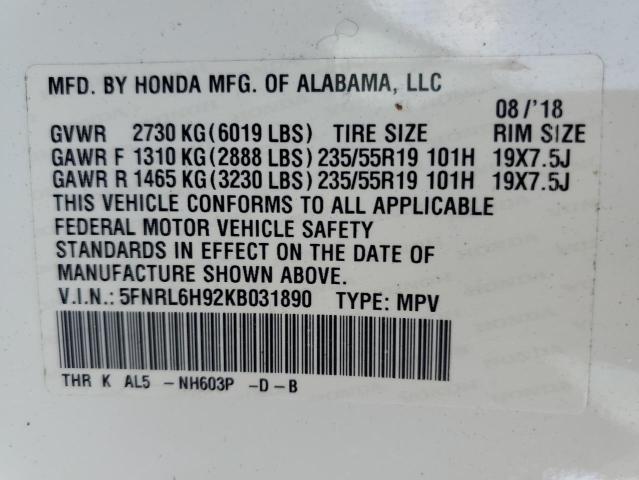 MFD. BY HONDA MFG. OF ALABAMA, LLC
08/'18
GVWR 2730 KG(6019 LBS) TIRE SIZE RIM SIZE
GAWR F 1310 KG(2888 LBS) 235/55R19 101H 19X7.5J
GAWR R 1465 KG(3230 LBS) 235/55R19 101H 19X7.5J
THIS VEHICLE CONFORMS TO ALL APPLICABLE
FEDERAL MOTOR VEHICLE SAFETY
STANDARDS IN EFFECT ON THE DATE OF
MANUFACTURE SHOWN ABOVE.
V.I.N.: 5FNRL6H92KB031890 TYPE: MPV
THR K AL5 -NH603P -D-B